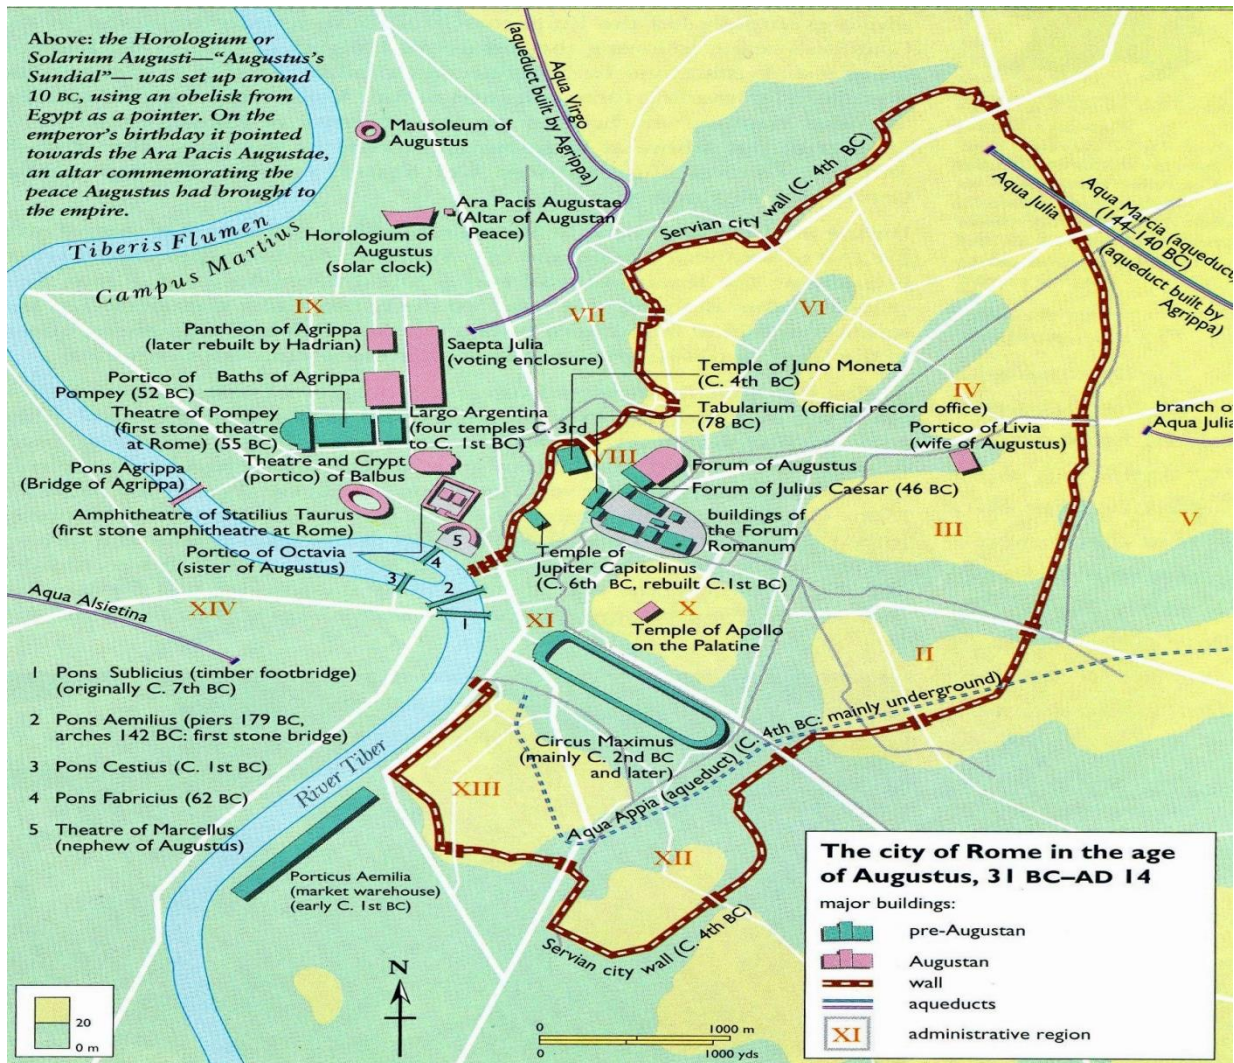 Above: the Horologium or
Solarium Augusti—“Augustus’s
Sundial”— was set up around
10 BC, using an obelisk from
Egypt as a pointer. On the
emperor’s birthday it pointed
towards the Ara Pacis Augustae,
an altar commemorating the
peace Augustus had brought to
the empire.
Aqua Virgo
(aqueduct built by Agrippa)
Mausoleum of
Augustus
Ara Pacis Augustae
(Altar of Augustan
Peace)
Horologium of
Augustus
(solar clock)
Tiberis Flumen
Campus Martius
Servian city wall (C. 4th BC)
Aqua Julia
Aqua Marcia (aqueduct,
(144–140 BC)
(aqueduct built by
Agrippa)
IX
VII
VI
Pantheon of Agrippa
(later rebuilt by Hadrian)
Saepta Julia
(voting enclosure)
Portico of
Pompey (52 BC)
Baths of Agrippa
Temple of Juno Moneta
(C. 4th BC)
IV
Theatre of Pompey
(first stone theatre
at Rome) (55 BC)
Largo Argentina
(four temples C. 3rd
to C. 1st BC)
Tabularium (official record office)
(78 BC)
Portico of Livia
(wife of Augustus)
branch of
Aqua Julia
VIII
Pons Agrippa
(Bridge of Agrippa)
Theatre and Crypt
(portico) of Balbus
Forum of Augustus
Forum of Julius Caesar (46 BC)
Amphitheatre of Statilius Taurus
(first stone amphitheatre at Rome)
buildings of
the Forum
Romanum
III
V
Portico of Octavia
(sister of Augustus)
5
4
3
2
1
Temple of
Jupiter Capitolinus
(C. 6th BC, rebuilt C.1st BC)
Aqua Alsietina
XIV
XI
X
Temple of Apollo
on the Palatine
II
1 Pons Sublicius (timber footbridge)
(originally C. 7th BC)
2 Pons Aemilius (piers 179 BC,
arches 142 BC: first stone bridge)
3 Pons Cestius (C. 1st BC)
4 Pons Fabricius (62 BC)
5 Theatre of Marcellus
(nephew of Augustus)
River Tiber
Circus Maximus
(mainly C. 2nd BC
and later)
Aqua Appia (aqueduct) (C. 4th BC: mainly underground)
XIII
XII
Porticus Aemilia
(market warehouse)
(early C. 1st BC)
Servian city wall (C. 4th BC)
N
20
0 m
0 1000 m
0 1000 yds
The city of Rome in the age
of Augustus, 31 BC–AD 14
major buildings:
pre-Augustan
Augustan
wall
aqueducts
XI administrative region